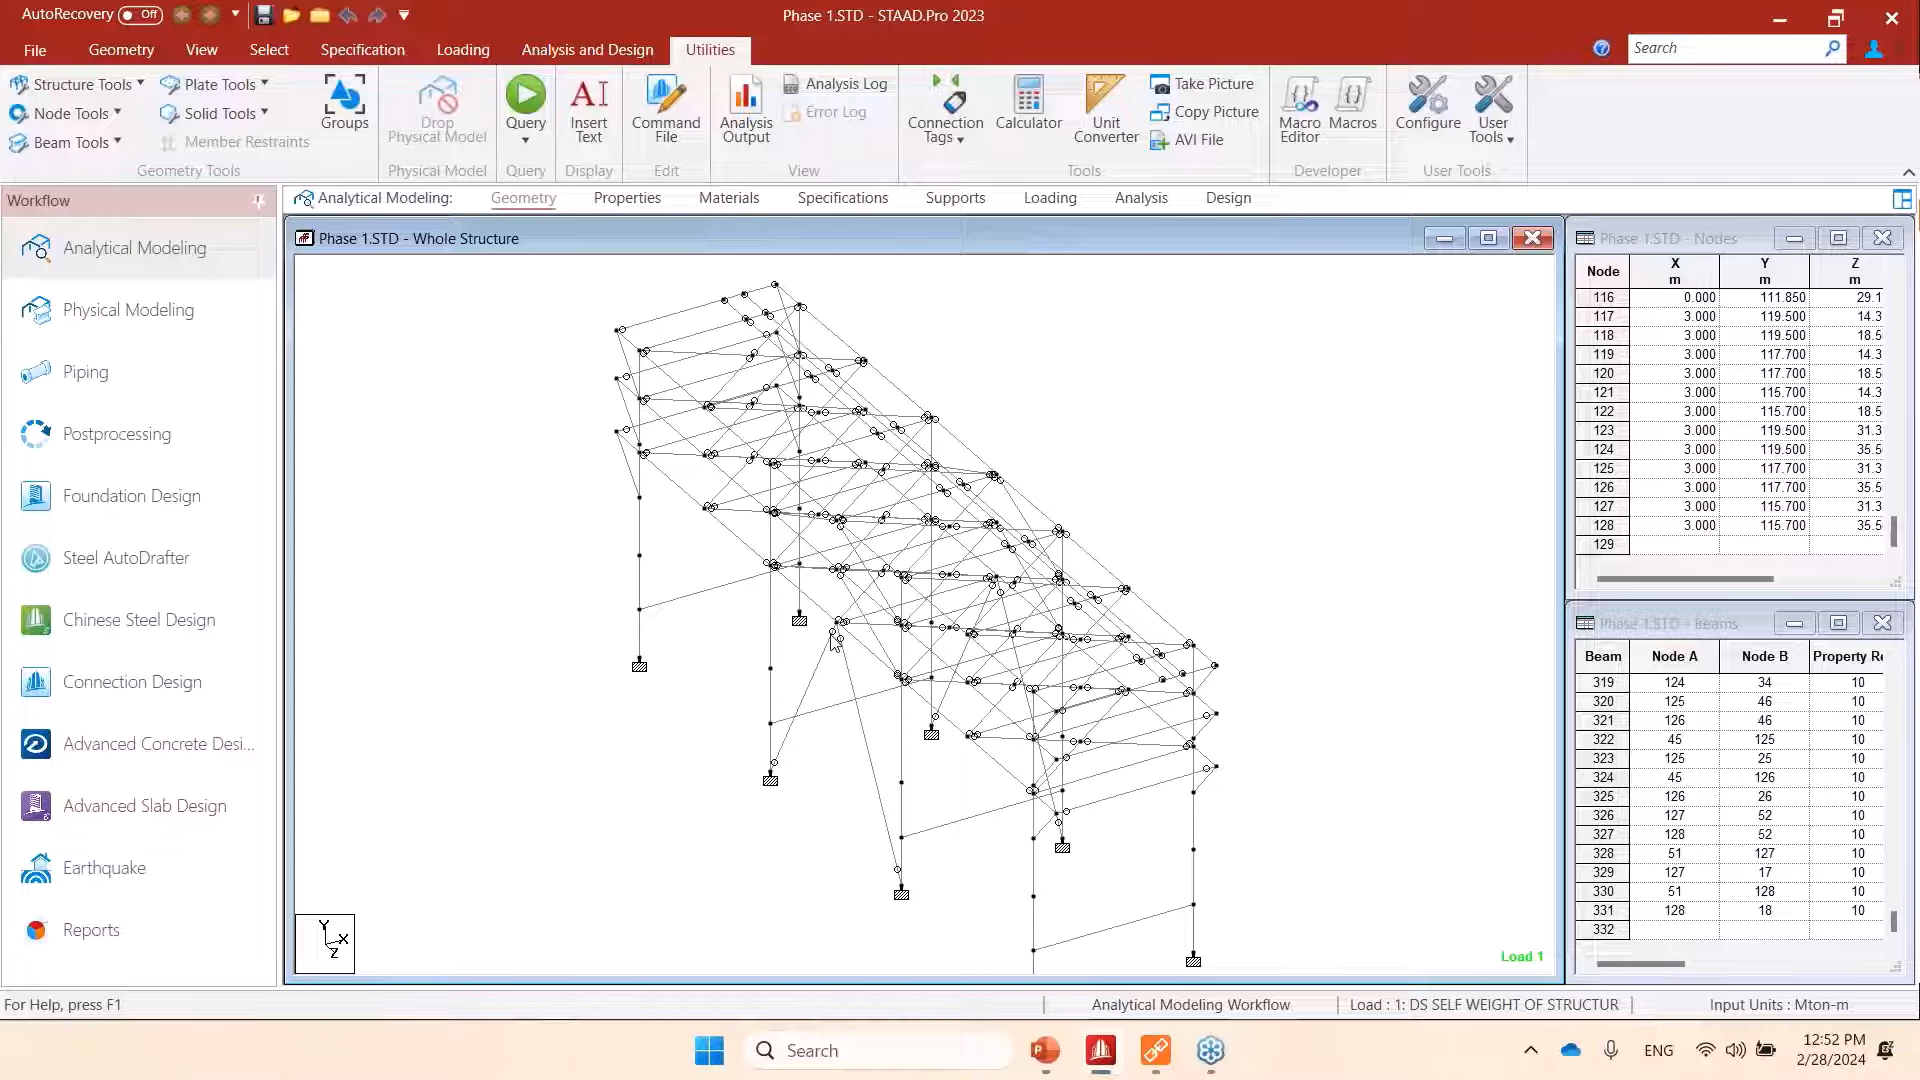 AutoRecovery Off
Phase 1.STD - STAAD.Pro 2023
File Geometry View Select Specification Loading Analysis and Design Utilities
Search
Structure Tools
Node Tools
Beam Tools
Plate Tools
Solid Tools
Member Restraints
Geometry Tools
Groups
Drop
Physical Model
Physical Model
Query
Query
Insert
Text
Display
Command
File
Edit
Analysis
Output
Analysis Log
Error Log
View
Connection
Tags
Calculator
Unit
Converter
Take Picture
Copy Picture
AVI File
Tools
Macro
Editor
Macros
Developer
Configure
User
Tools
User Tools
Workflow
Analytical Modeling
Physical Modeling
Piping
Postprocessing
Foundation Design
Steel AutoDrafter
Chinese Steel Design
Connection Design
Advanced Concrete Desi...
Advanced Slab Design
Earthquake
Reports
Analytical Modeling: Geometry Properties Materials Specifications Supports Loading Analysis Design
Phase 1.STD - Whole Structure
Y
X
Z
Load 1
Phase 1.STD - Nodes
Node X m Y m Z m
116 0.000 111.850 29.1
117 3.000 119.500 14.3
118 3.000 119.500 18.5
119 3.000 117.700 14.3
120 3.000 117.700 18.5
121 3.000 115.700 14.3
122 3.000 115.700 18.5
123 3.000 119.500 31.3
124 3.000 119.500 35.5
125 3.000 117.700 31.3
126 3.000 117.700 35.5
127 3.000 115.700 31.3
128 3.000 115.700 35.5
129
Phase 1.STD - Beams
Beam Node A Node B Property Re
319 124 34 10
320 125 46 10
321 126 46 10
322 45 125 10
323 125 25 10
324 45 126 10
325 126 26 10
326 127 52 10
327 128 52 10
328 51 127 10
329 127 17 10
330 51 128 10
331 128 18 10
332
For Help, press F1
Analytical Modeling Workflow
Load : 1: DS SELF WEIGHT OF STRUCTUR
Input Units : Mton-m
Search
ENG
12:52 PM
2/28/2024